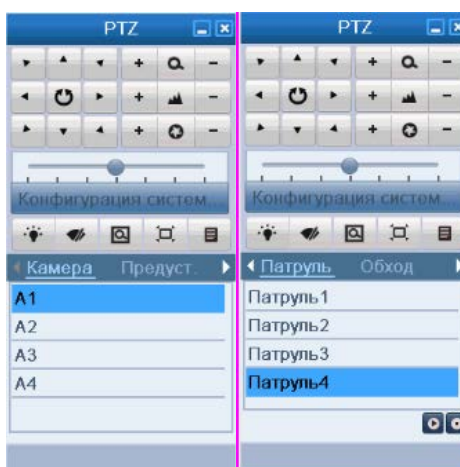 PTZ
Конфигурация систем
Камера Предуст.
A1
A2
A3
A4
PTZ
Конфигурация систем
Патруль Обход
Патруль1
Патруль2
Патруль3
Патруль4